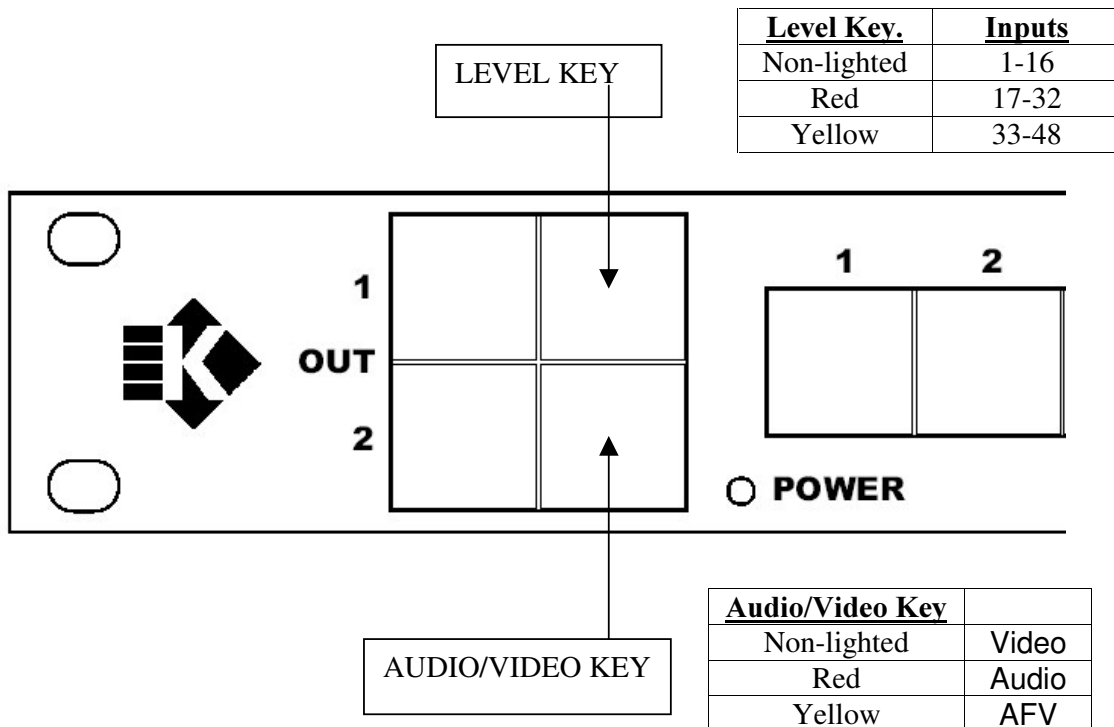 LEVEL KEY
Level Key. Inputs
Non-lighted 1-16
Red 17-32
Yellow 33-48
1
OUT
2
1 2
POWER
AUDIO/VIDEO KEY
Audio/Video Key
Non-lighted Video
Red Audio
Yellow AFV